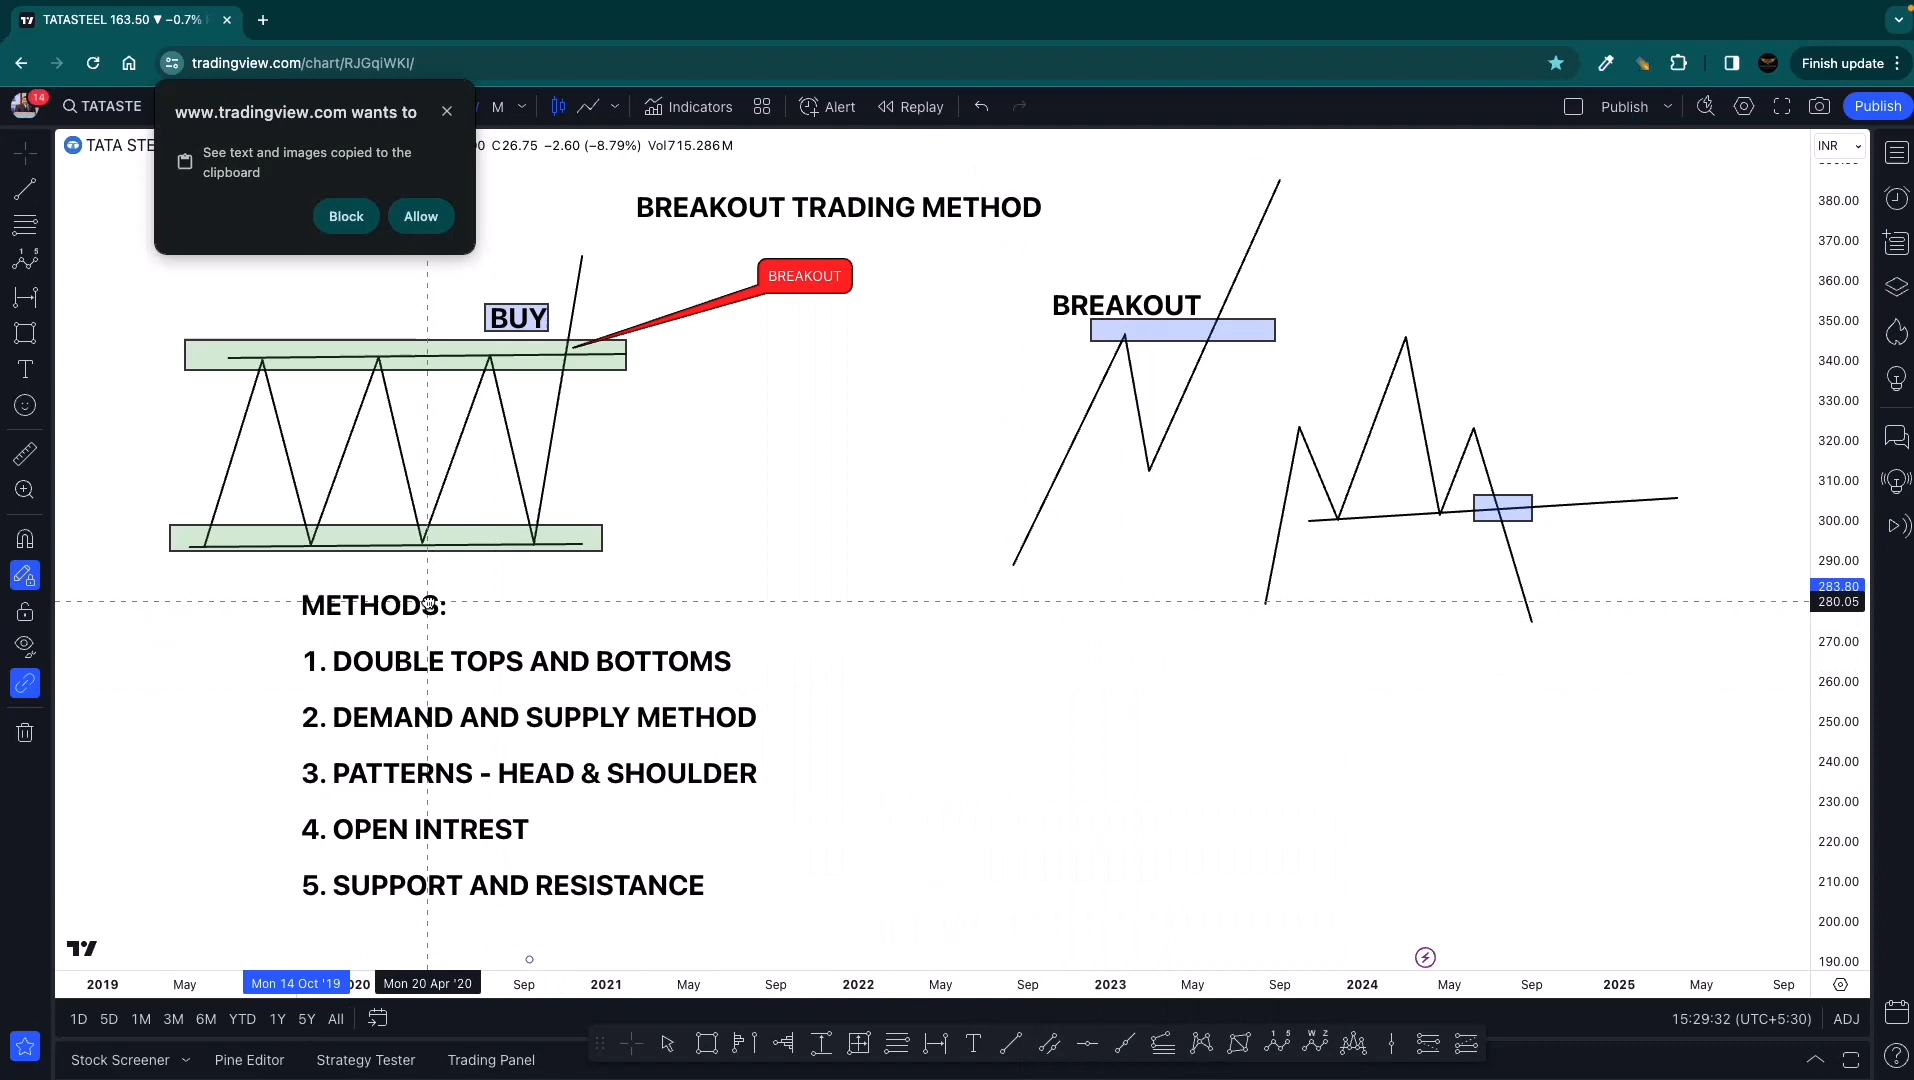 TATASTEEL 163.50 ▼ −0.7%
tradingview.com/chart/RJGqiWKI/
Finish update
14
TATASTE
M
Indicators
Alert
Replay
Publish
Publish
www.tradingview.com wants to
See text and images copied to the
clipboard
Block
Allow
TATA STE
C26.75 −2.60 (−8.79%) Vol715.286M
INR
BREAKOUT TRADING METHOD
BREAKOUT
BUY
BREAKOUT
METHODS:
1. DOUBLE TOPS AND BOTTOMS
2. DEMAND AND SUPPLY METHOD
3. PATTERNS - HEAD & SHOULDER
4. OPEN INTREST
5. SUPPORT AND RESISTANCE
380.00
370.00
360.00
350.00
340.00
330.00
320.00
310.00
300.00
290.00
283.80
280.05
270.00
260.00
250.00
240.00
230.00
220.00
210.00
200.00
190.00
2019
May
Mon 14 Oct '19
Mon 20 Apr '20
Sep
2021
May
Sep
2022
May
Sep
2023
May
Sep
2024
May
Sep
2025
May
Sep
1D 5D 1M 3M 6M YTD 1Y 5Y All
15:29:32 (UTC+5:30) ADJ
Stock Screener
Pine Editor
Strategy Tester
Trading Panel